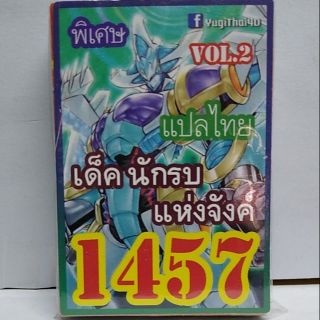 พิเศษ
f YugiThai4U
VOL.2
แปลไทย
เด็ค นักรบ
แห่งจังค์
1457